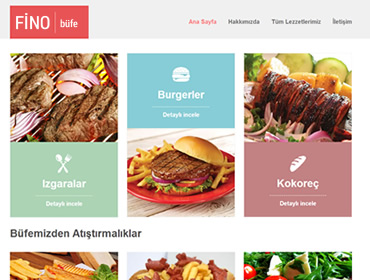 FİNO büfe
Ana Sayfa Hakkımızda Tüm Lezzetlerimiz İletişim
Burgerler
Detaylı incele
Izgaralar
Detaylı incele
Kokoreç
Detaylı incele
Büfemizden Atıştırmalıklar